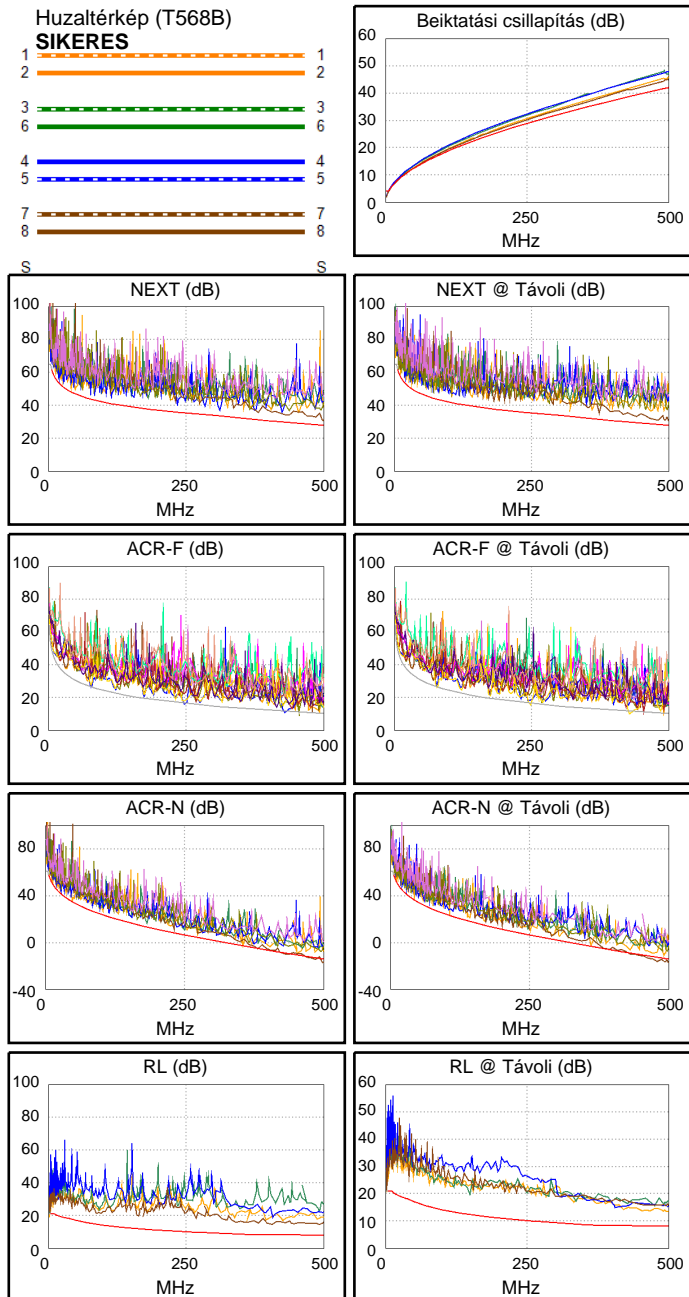 Huzaltérkép (T568B)
SIKERES
1 1
2 2
3 3
6 6
4 4
5 5
7 7
8 8
S S
Beiktatási csillapítás (dB)
60
50
40
30
20
10
0
0 250 500
MHz
NEXT (dB)
100
80
60
40
20
0
0 250 500
MHz
NEXT @ Távoli (dB)
100
80
60
40
20
0
0 250 500
MHz
ACR-F (dB)
100
80
60
40
20
0
0 250 500
MHz
ACR-F @ Távoli (dB)
100
80
60
40
20
0
0 250 500
MHz
ACR-N (dB)
80
40
0
-40
0 250 500
MHz
ACR-N @ Távoli (dB)
80
40
0
-40
0 250 500
MHz
RL (dB)
100
80
60
40
20
0
0 250 500
MHz
RL @ Távoli (dB)
60
50
40
30
20
10
0
0 250 500
MHz